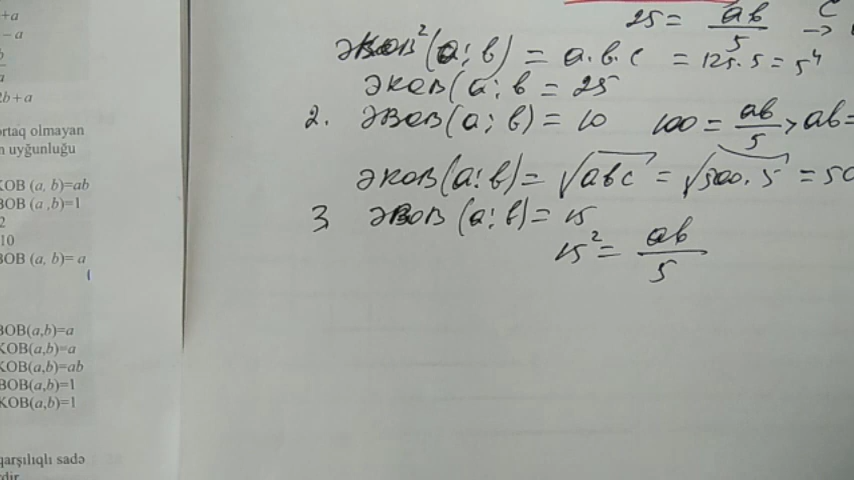 +a
-a
b
a
2b+a
ortaq olmayan
n uyğunluğu
KOB (a, b)=ab
BOB (a ,b)=1
2
10
BOB (a, b)= a
BOB(a,b)=a
KOB(a,b)=a
KOB(a,b)=ab
BOB(a,b)=1
KOB(a,b)=1
qarşılıqlı sadə
25 = ab/5 c →
ƏKOB²(a; b) = a.b.c = 125.5 = 5⁴
ƏKOB(a; b = 25
2. ƏBOB(a; b) = 10 100 = ab/5 > ab =
ƏKOB(a; b) = √abc = √500.5 = 50
3 ƏBOB (a; b) = 15
15² = ab/5